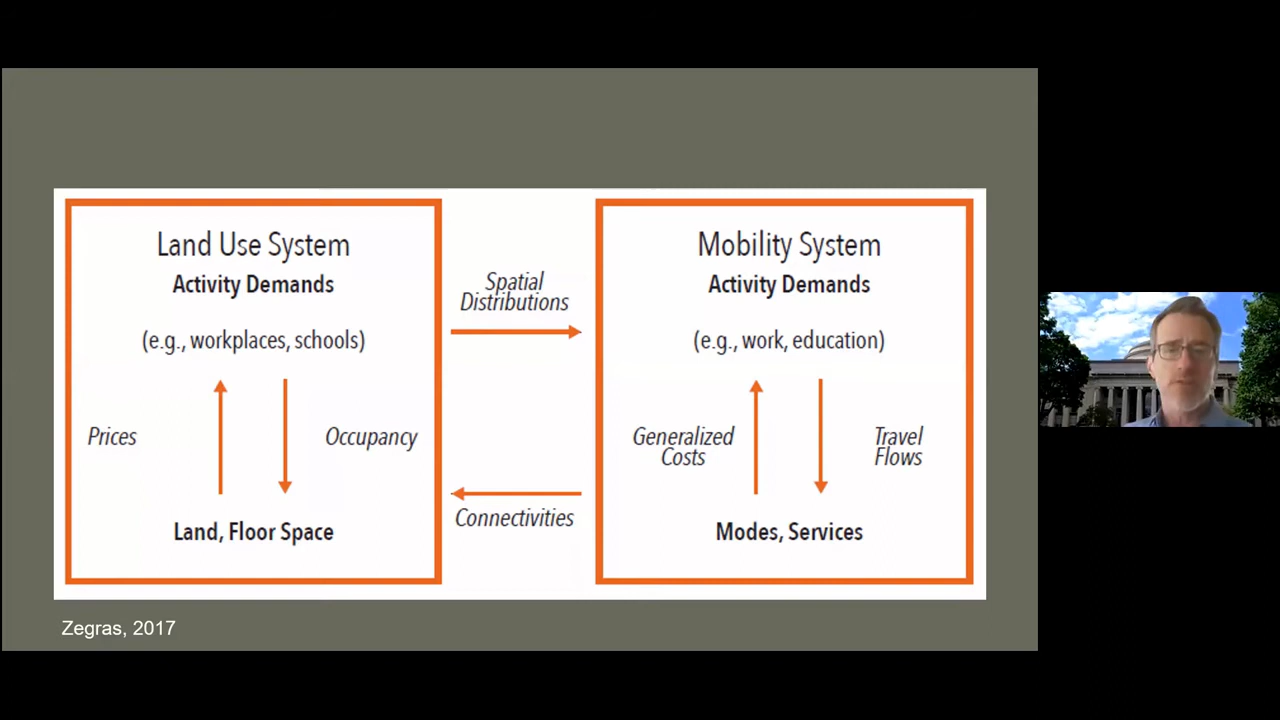 Land Use System
Activity Demands
(e.g., workplaces, schools)
Prices
Occupancy
Land, Floor Space
Spatial
Distributions
Connectivities
Mobility System
Activity Demands
(e.g., work, education)
Generalized
Costs
Travel
Flows
Modes, Services
Zegras, 2017